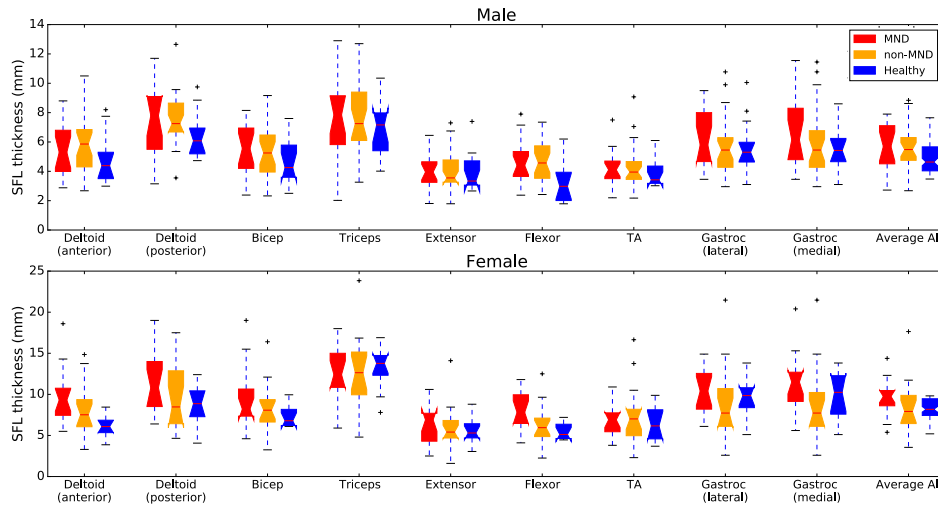 Male
14
12
10
8
6
4
2
0
SFL thickness (mm)
MND
non-MND
Healthy
Deltoid
(anterior)
Deltoid
(posterior)
Bicep
Triceps
Extensor
Flexor
TA
Gastroc
(lateral)
Gastroc
(medial)
Average Al
Female
25
20
15
10
5
0
SFL thickness (mm)
Deltoid
(anterior)
Deltoid
(posterior)
Bicep
Triceps
Extensor
Flexor
TA
Gastroc
(lateral)
Gastroc
(medial)
Average Al